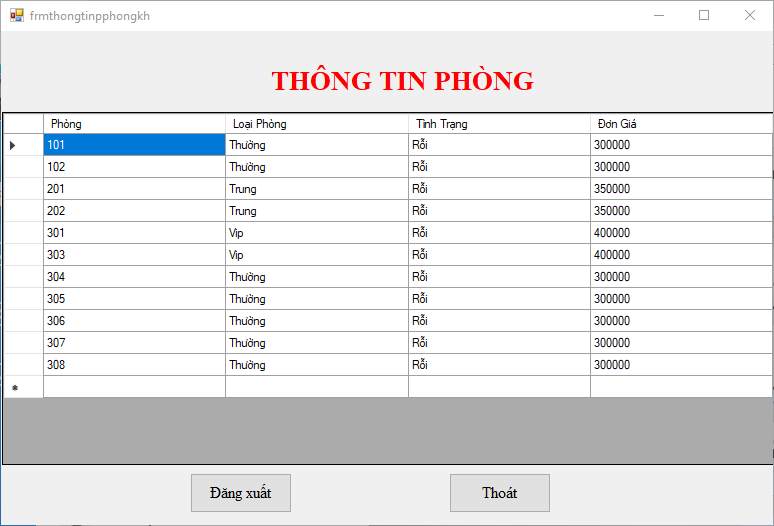 frmthongtinpphongkh
THÔNG TIN PHÒNG
Phòng Loại Phòng Tình Trạng Đơn Giá
101 Thường Rỗi 300000
102 Thường Rỗi 300000
201 Trung Rỗi 350000
202 Trung Rỗi 350000
301 Vip Rỗi 400000
303 Vip Rỗi 400000
304 Thường Rỗi 300000
305 Thường Rỗi 300000
306 Thường Rỗi 300000
307 Thường Rỗi 300000
308 Thường Rỗi 300000
Đăng xuất Thoát